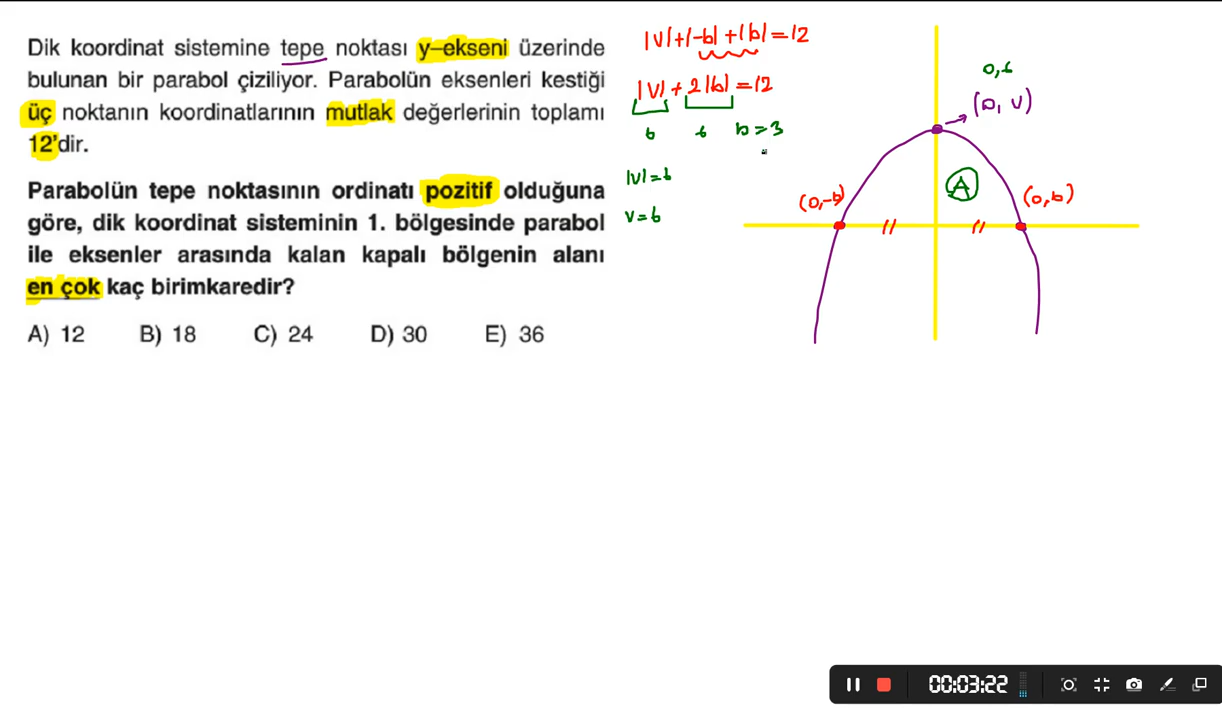 Dik koordinat sistemine tepe noktası y–ekseni üzerinde
bulunan bir parabol çiziliyor. Parabolün eksenleri kestiği
üç noktanın koordinatlarının mutlak değerlerinin toplamı
12'dir.
Parabolün tepe noktasının ordinatı pozitif olduğuna
göre, dik koordinat sisteminin 1. bölgesinde parabol
ile eksenler arasında kalan kapalı bölgenin alanı
en çok kaç birimkaredir?
A) 12 B) 18 C) 24 D) 30 E) 36
|v|+|-b|+|b|=12
|v|+2|b|=12
6 6 b=3
|v|=6
v=6
0,6
(0, v)
A
(0,-b)
(0,b)
00:03:22